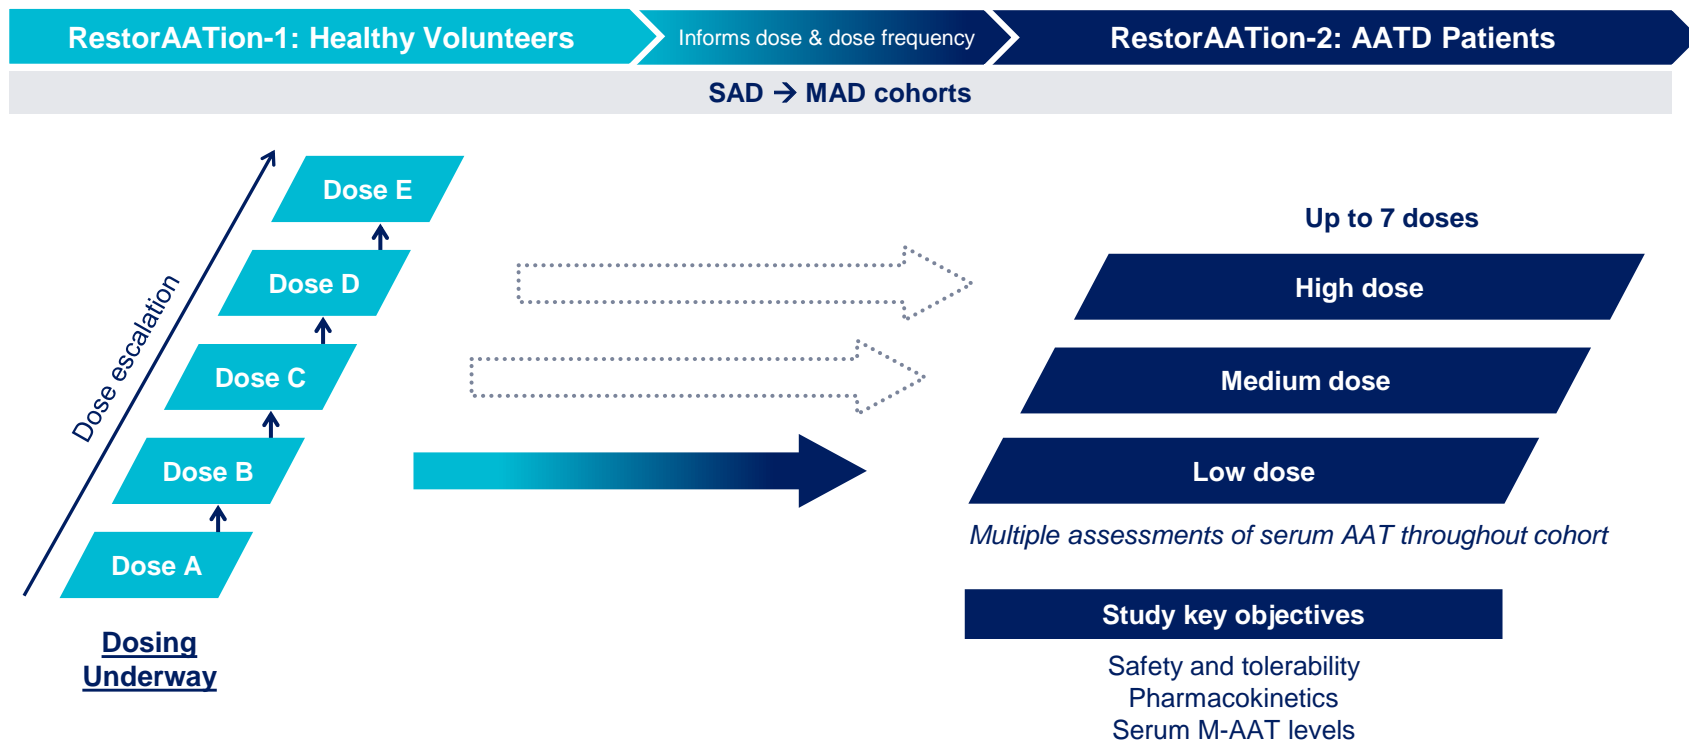 RestorAATion-1: Healthy Volunteers
Informs dose & dose frequency
RestorAATion-2: AATD Patients
SAD → MAD cohorts
Dose escalation
Dose E
Dose D
Dose C
Dose B
Dose A
Dosing
Underway
Up to 7 doses
High dose
Medium dose
Low dose
Multiple assessments of serum AAT throughout cohort
Study key objectives
Safety and tolerability
Pharmacokinetics
Serum M-AAT levels